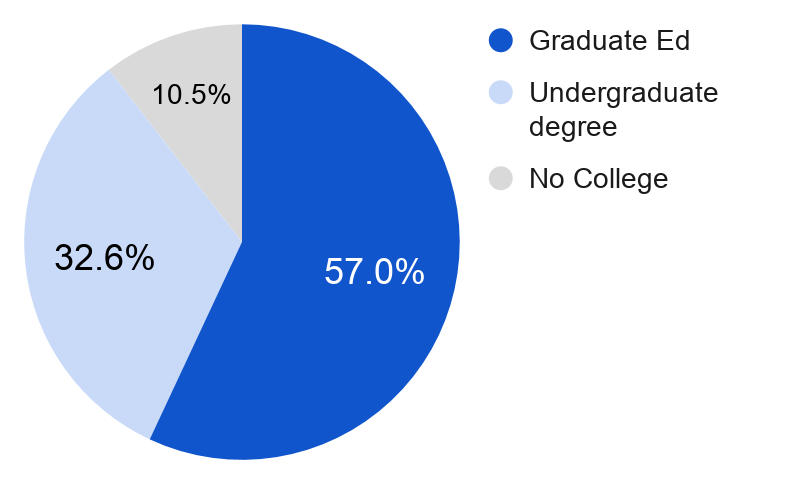 10.5%
32.6%
57.0%
Graduate Ed
Undergraduate
degree
No College